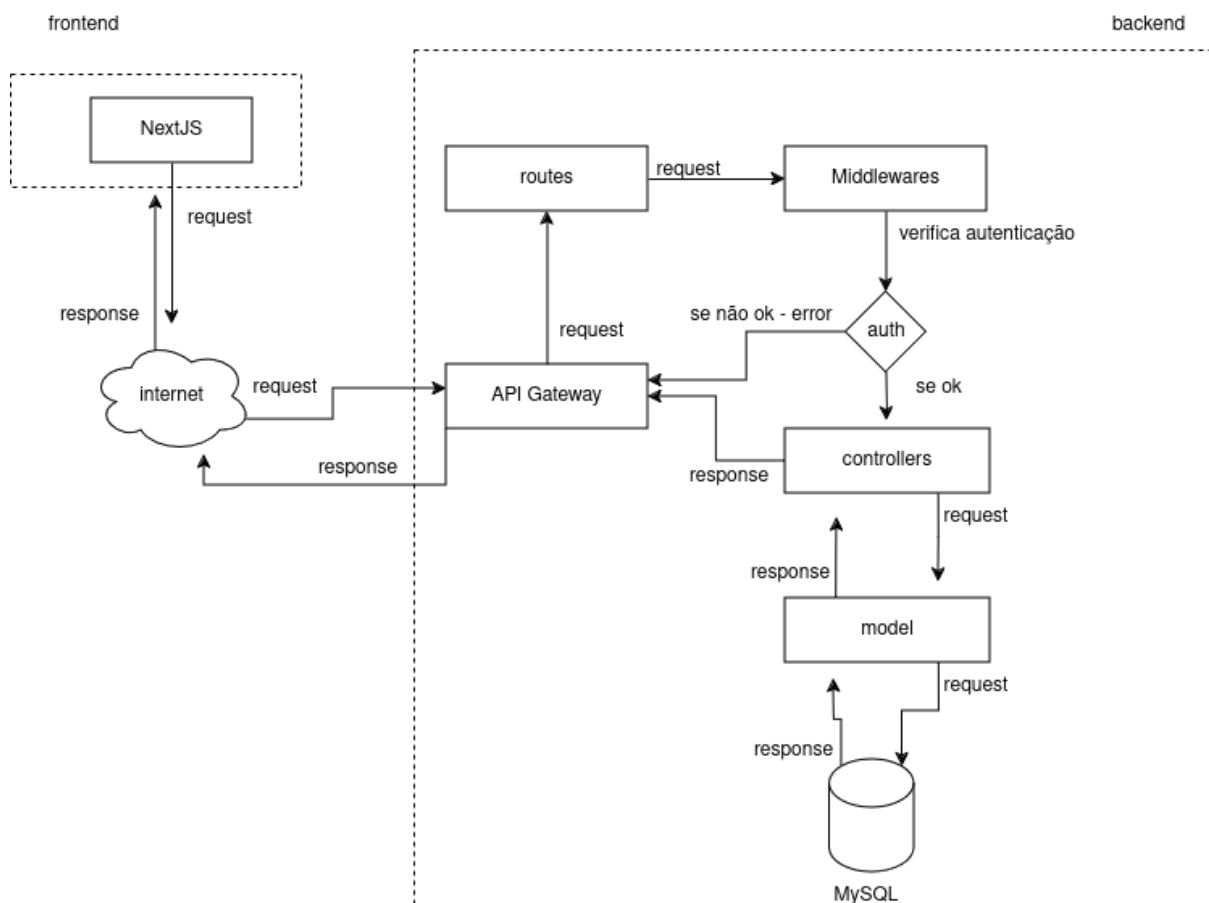 frontend
backend
NextJS
routes
request
Middlewares
request
verifica autenticação
response
se não ok - error
auth
request
internet
request
API Gateway
se ok
response
response
controllers
request
response
model
request
response
MySQL